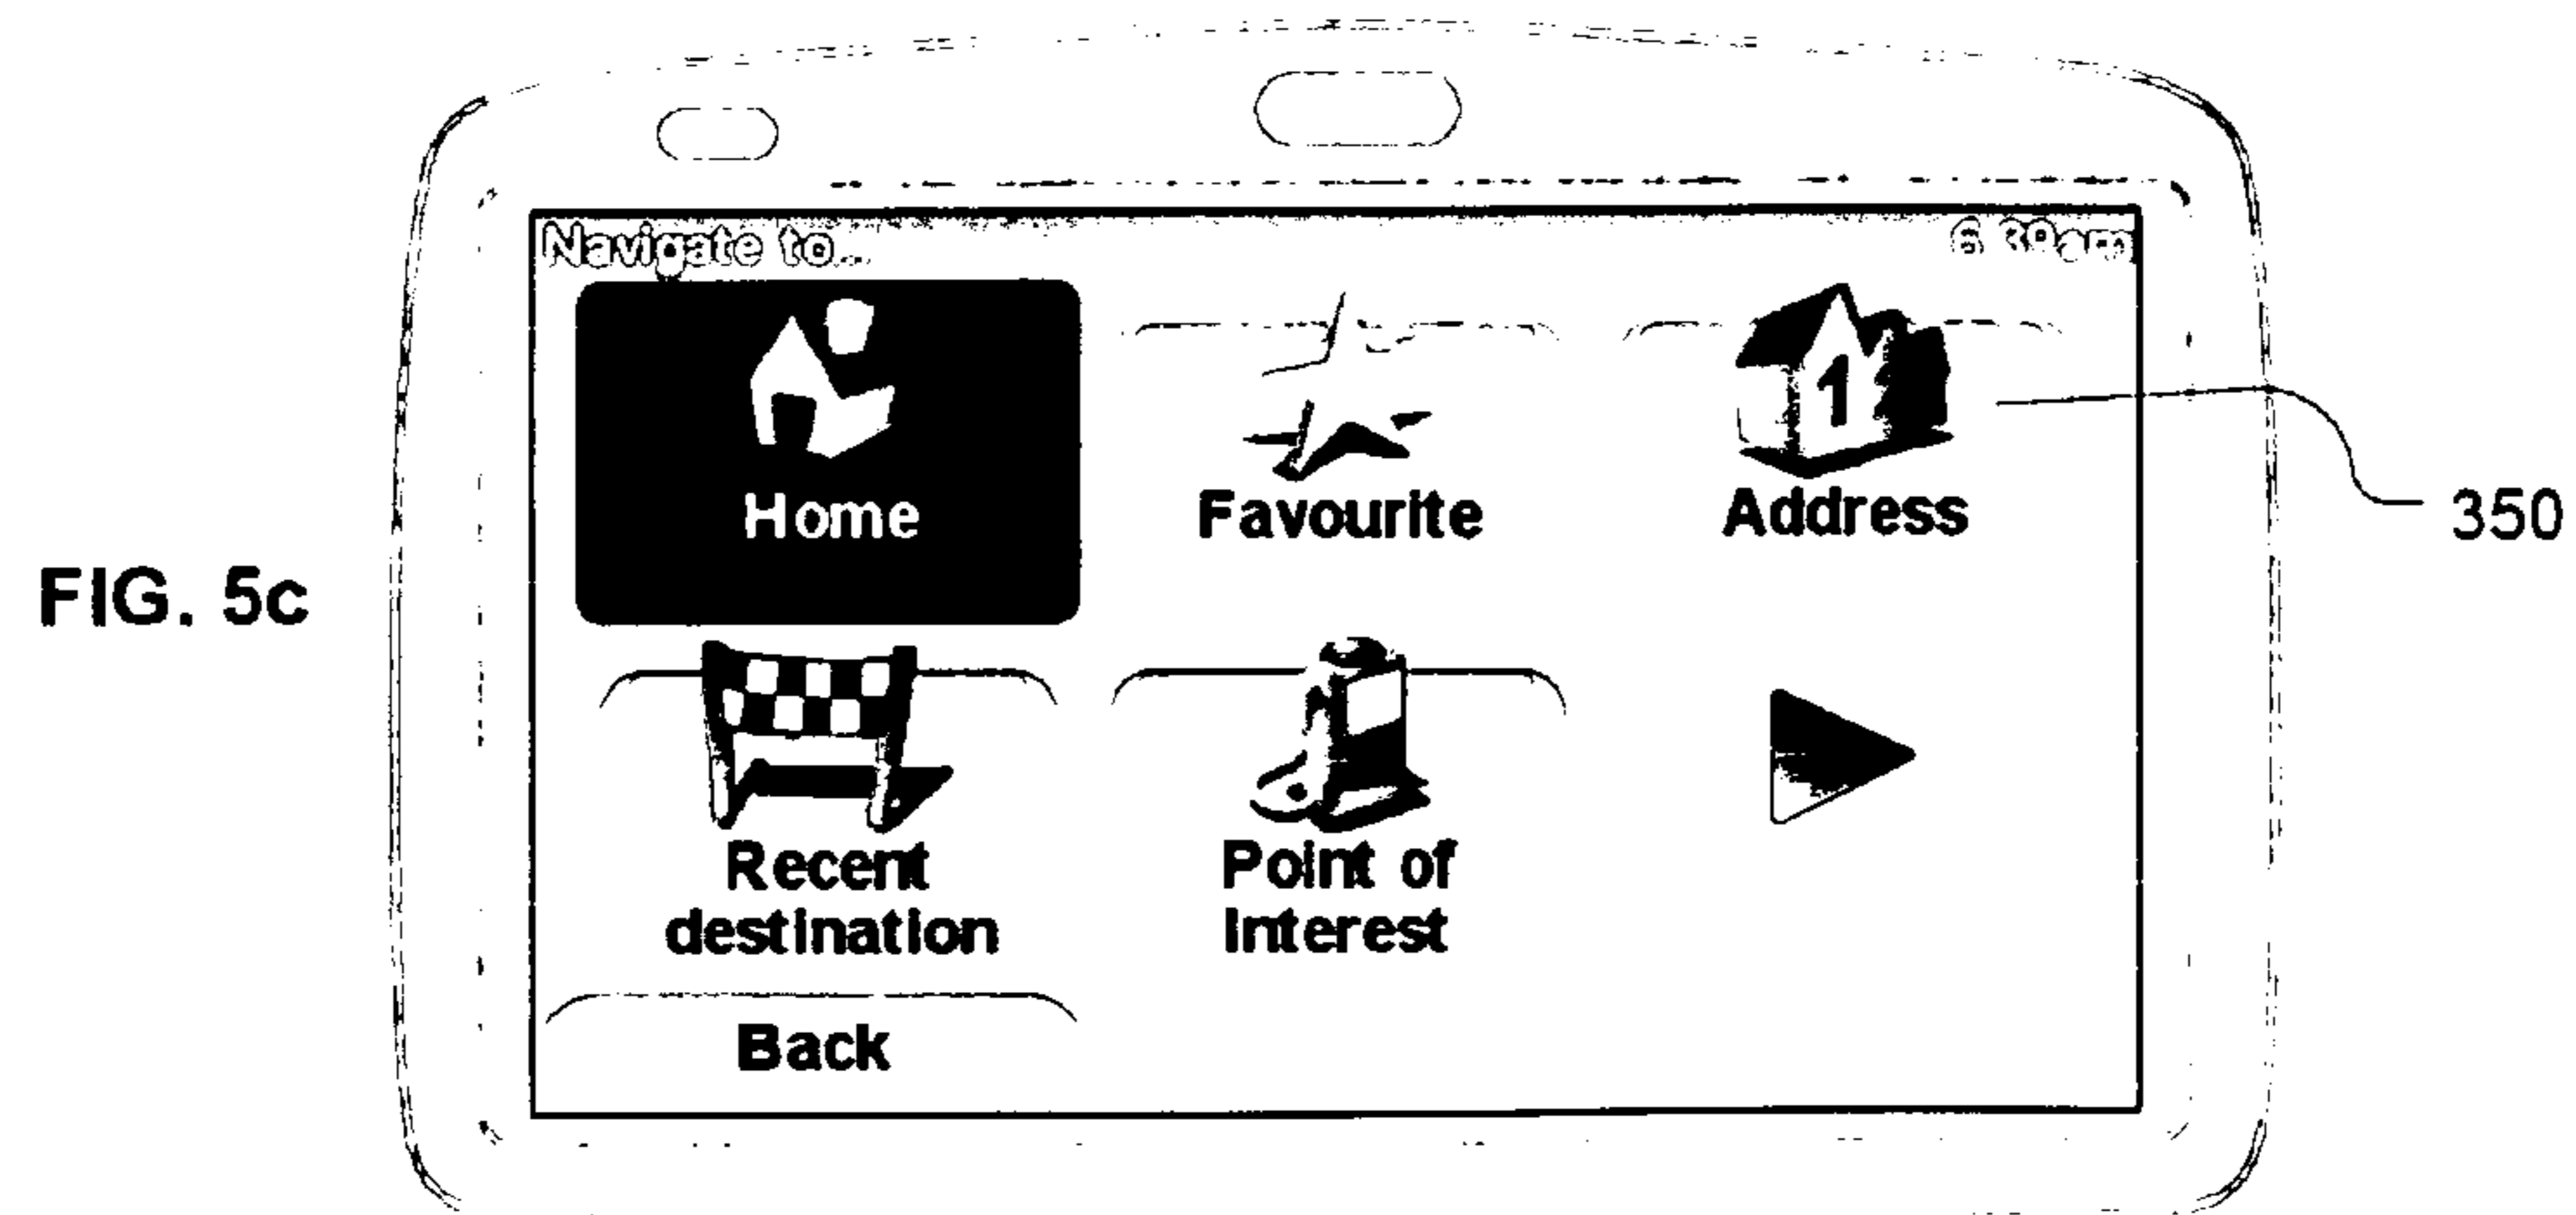 Navigate to...
Home
Favourite
Address
350
FIG. 5c
Recent
destination
Point of
Interest
Back